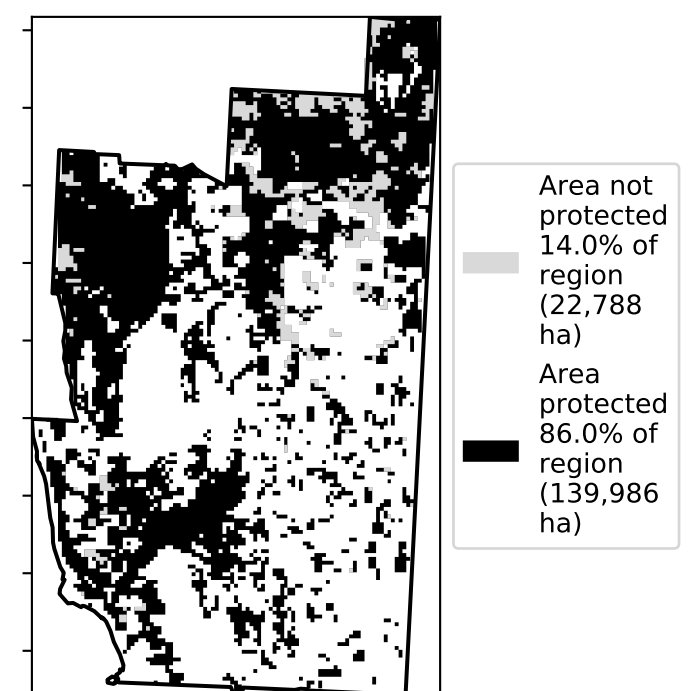 Area not
protected
14.0% of
region
(22,788
ha)
Area
protected
86.0% of
region
(139,986
ha)